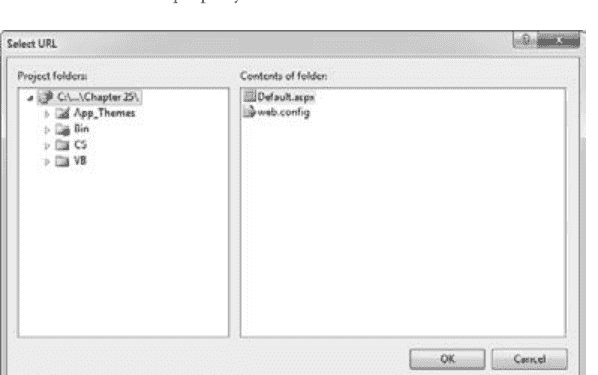 Select URL
Project folders:
Contents of folder:
C:\...\Chapter 25\
App_Themes
Bin
CS
VB
Default.aspx
web.config
OK
Cancel